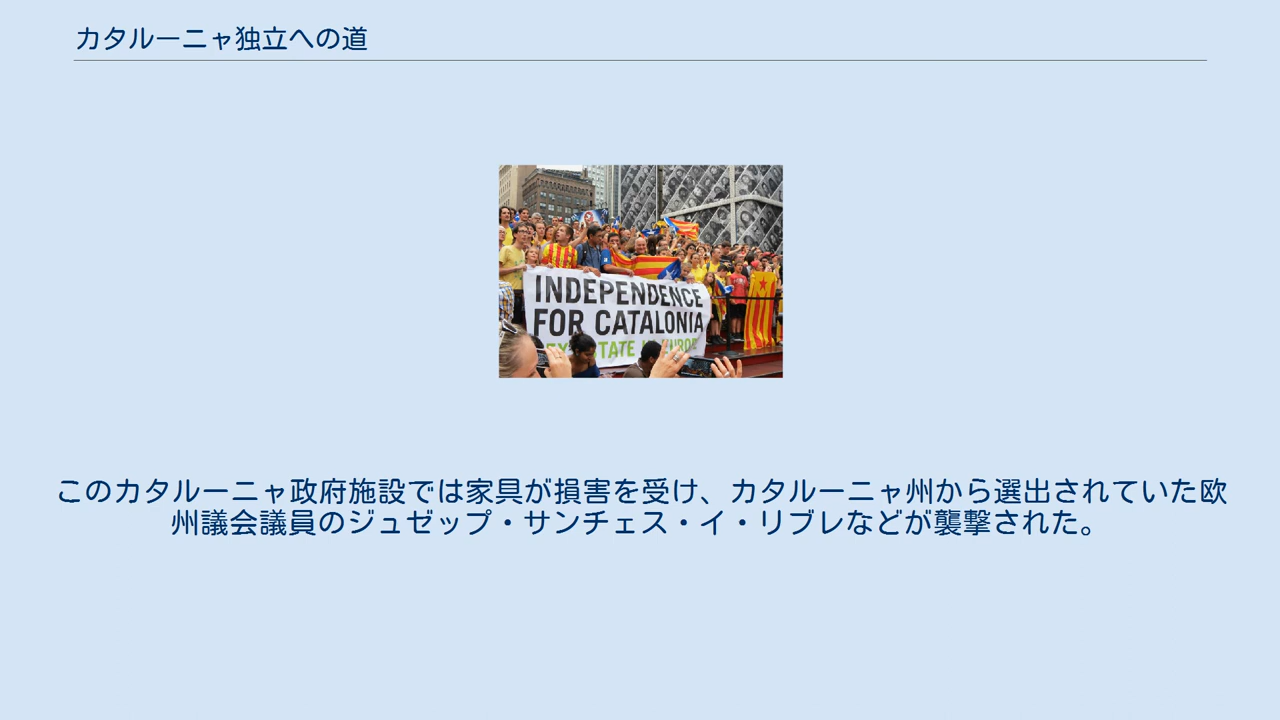 カタルーニャ独立への道
INDEPENDENCE
FOR CATALONIA
STATE
このカタルーニャ政府施設では家具が損害を受け、カタルーニャ州から選出されていた欧
州議会議員のジュゼップ・サンチェス・イ・リブレなどが襲撃された。